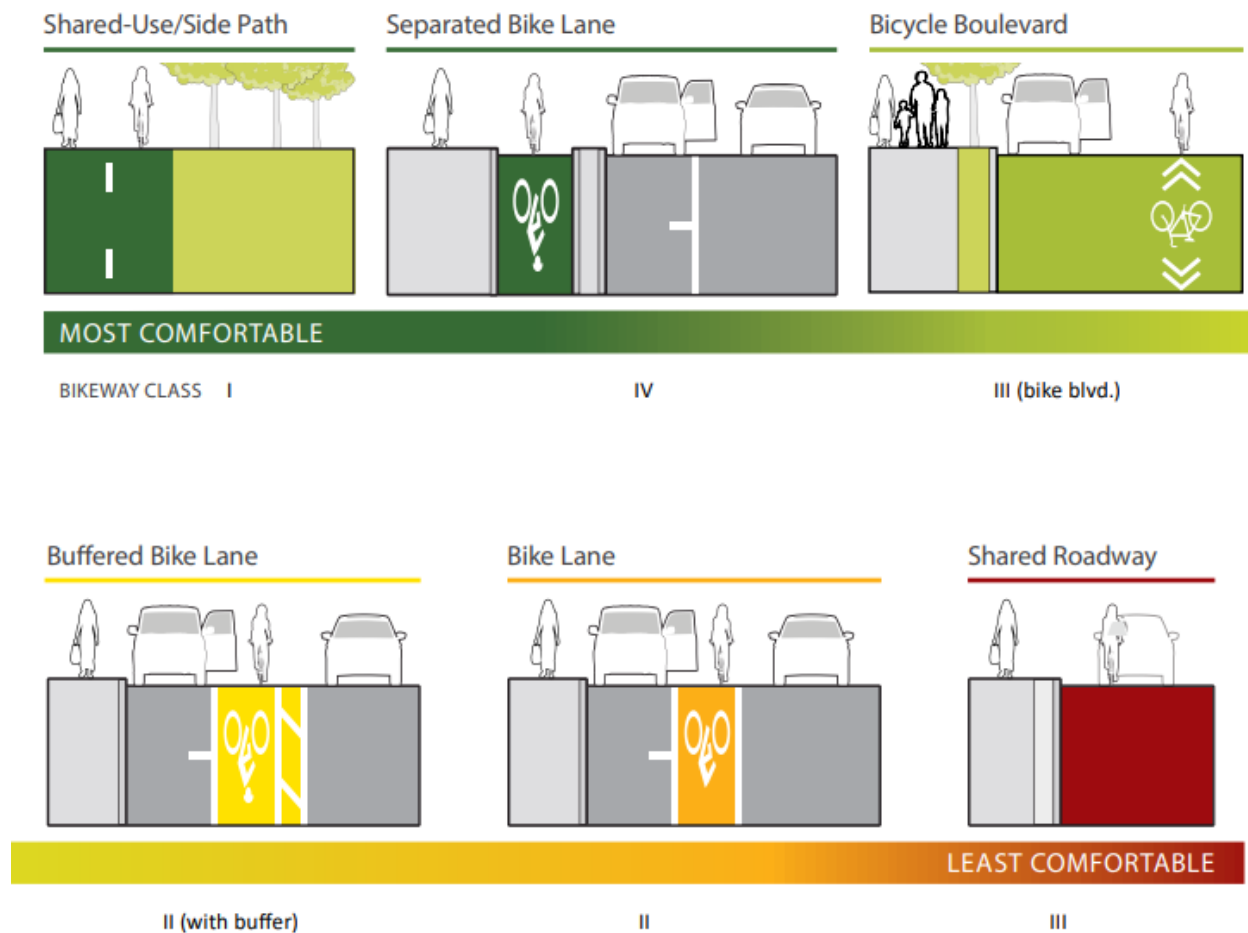 Shared-Use/Side Path
Separated Bike Lane
Bicycle Boulevard
MOST COMFORTABLE
BIKEWAY CLASS I
IV
III (bike blvd.)
Buffered Bike Lane
Bike Lane
Shared Roadway
LEAST COMFORTABLE
II (with buffer)
II
III